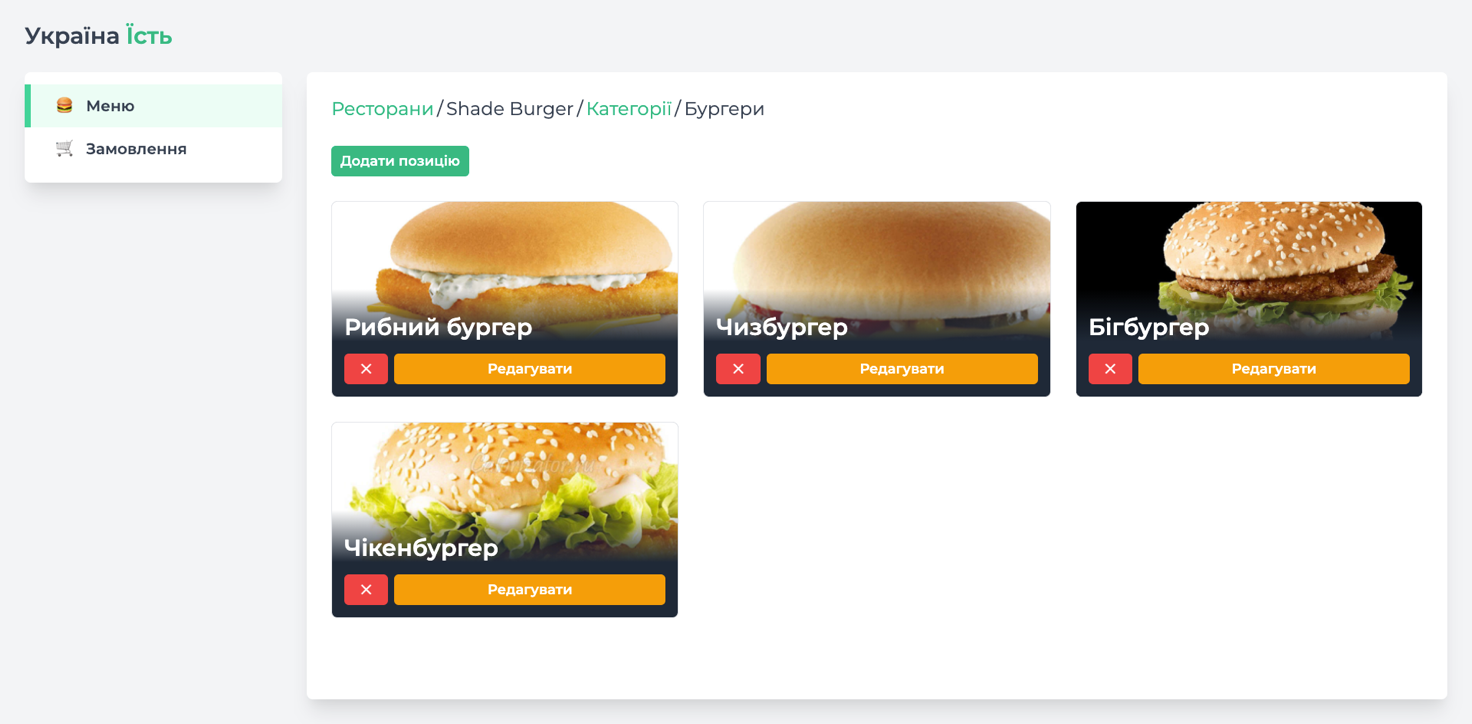 Україна Їсть
Меню
Замовлення
Ресторани / Shade Burger / Категорії / Бургери
Додати позицію
Рибний бургер
Редагувати
Чизбургер
Редагувати
Бігбургер
Редагувати
Чікенбургер
Редагувати